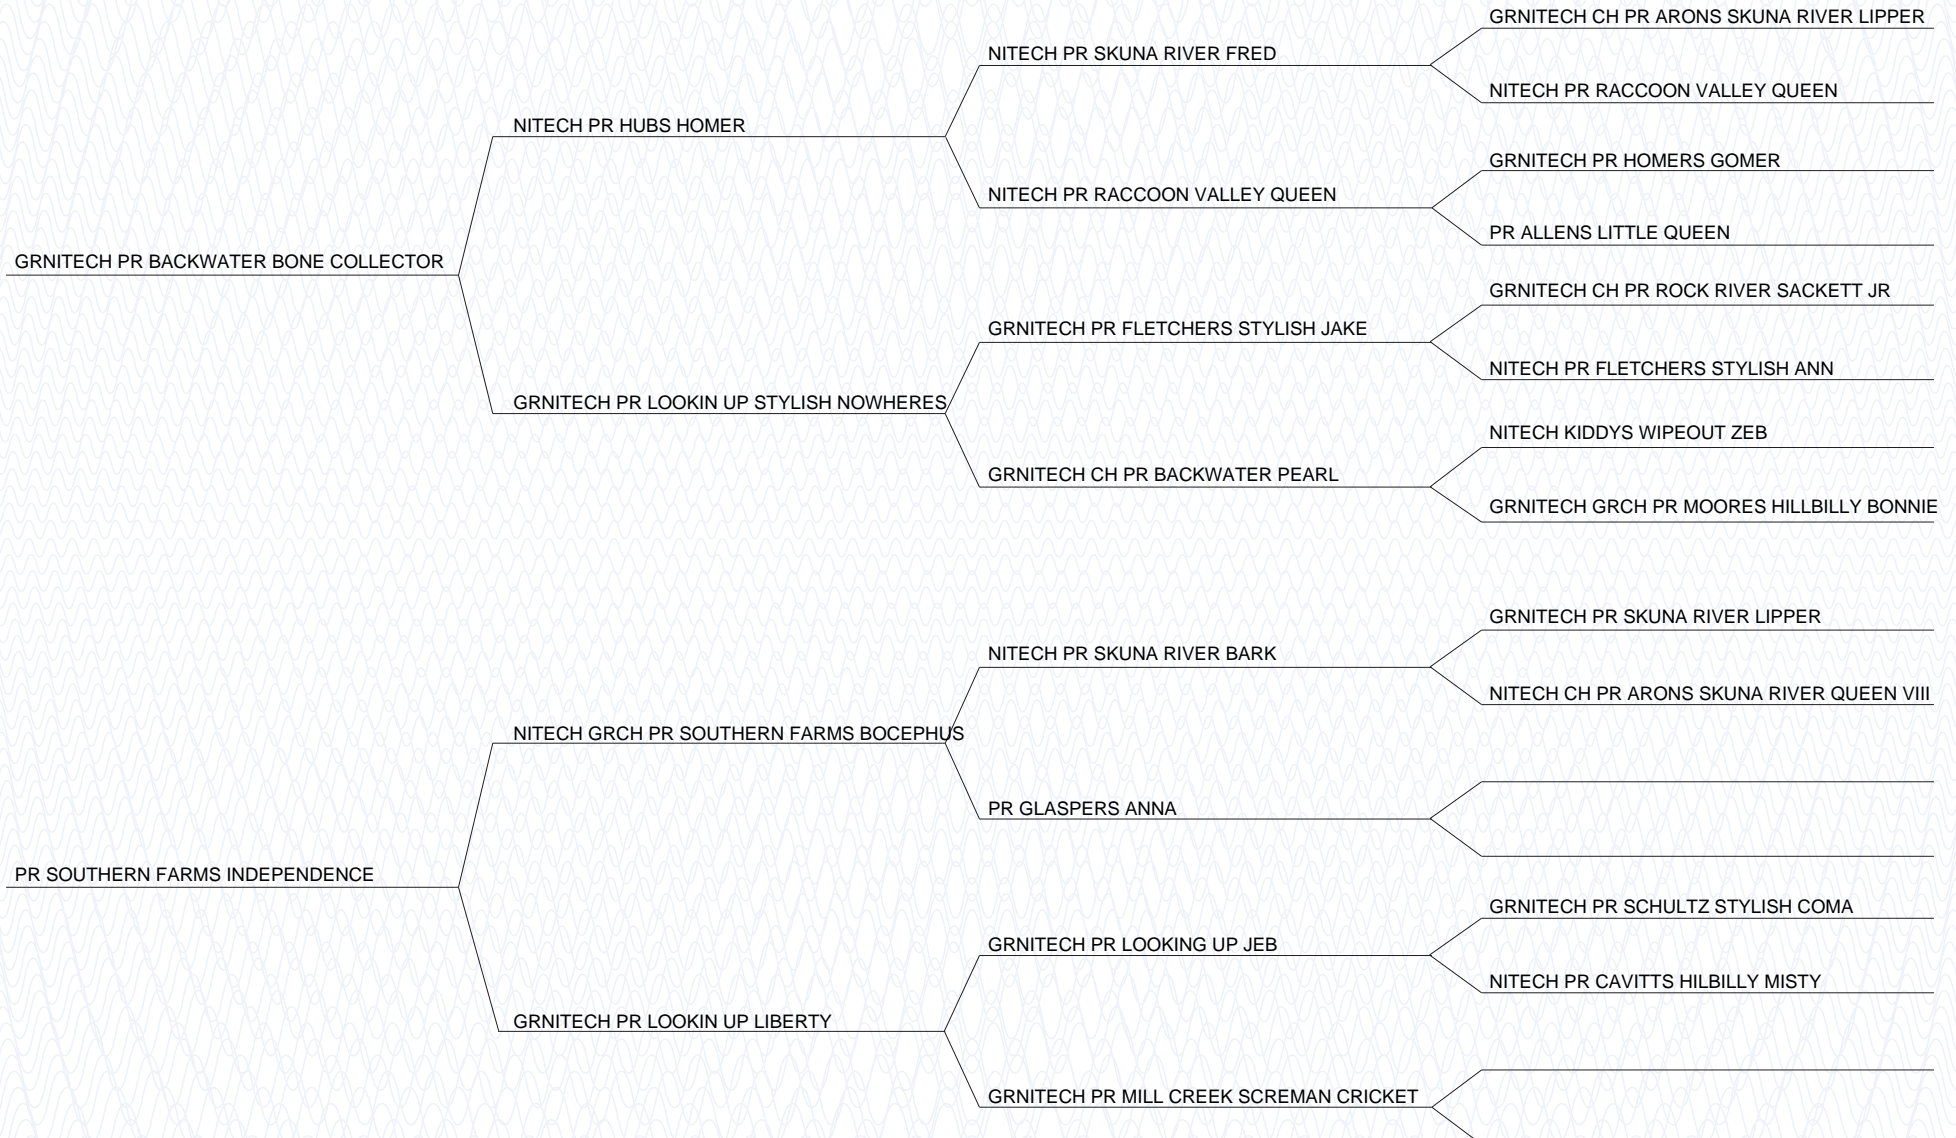 GRNITECH CH PR ARONS SKUNA RIVER LIPPER
NITECH PR SKUNA RIVER FRED
NITECH PR RACCOON VALLEY QUEEN
NITECH PR HUBS HOMER
GRNITECH PR HOMERS GOMER
NITECH PR RACCOON VALLEY QUEEN
PR ALLENS LITTLE QUEEN
GRNITECH PR BACKWATER BONE COLLECTOR
GRNITECH CH PR ROCK RIVER SACKETT JR
GRNITECH PR FLETCHERS STYLISH JAKE
NITECH PR FLETCHERS STYLISH ANN
GRNITECH PR LOOKIN UP STYLISH NOWHERES
NITECH KIDDYS WIPEOUT ZEB
GRNITECH CH PR BACKWATER PEARL
GRNITECH GRCH PR MOORES HILLBILLY BONNIE
GRNITECH PR SKUNA RIVER LIPPER
NITECH PR SKUNA RIVER BARK
NITECH CH PR ARONS SKUNA RIVER QUEEN VIII
NITECH GRCH PR SOUTHERN FARMS BOCEPHUS
PR GLASPERS ANNA
PR SOUTHERN FARMS INDEPENDENCE
GRNITECH PR SCHULTZ STYLISH COMA
GRNITECH PR LOOKING UP JEB
NITECH PR CAVITTS HILBILLY MISTY
GRNITECH PR LOOKIN UP LIBERTY
GRNITECH PR MILL CREEK SCREMAN CRICKET